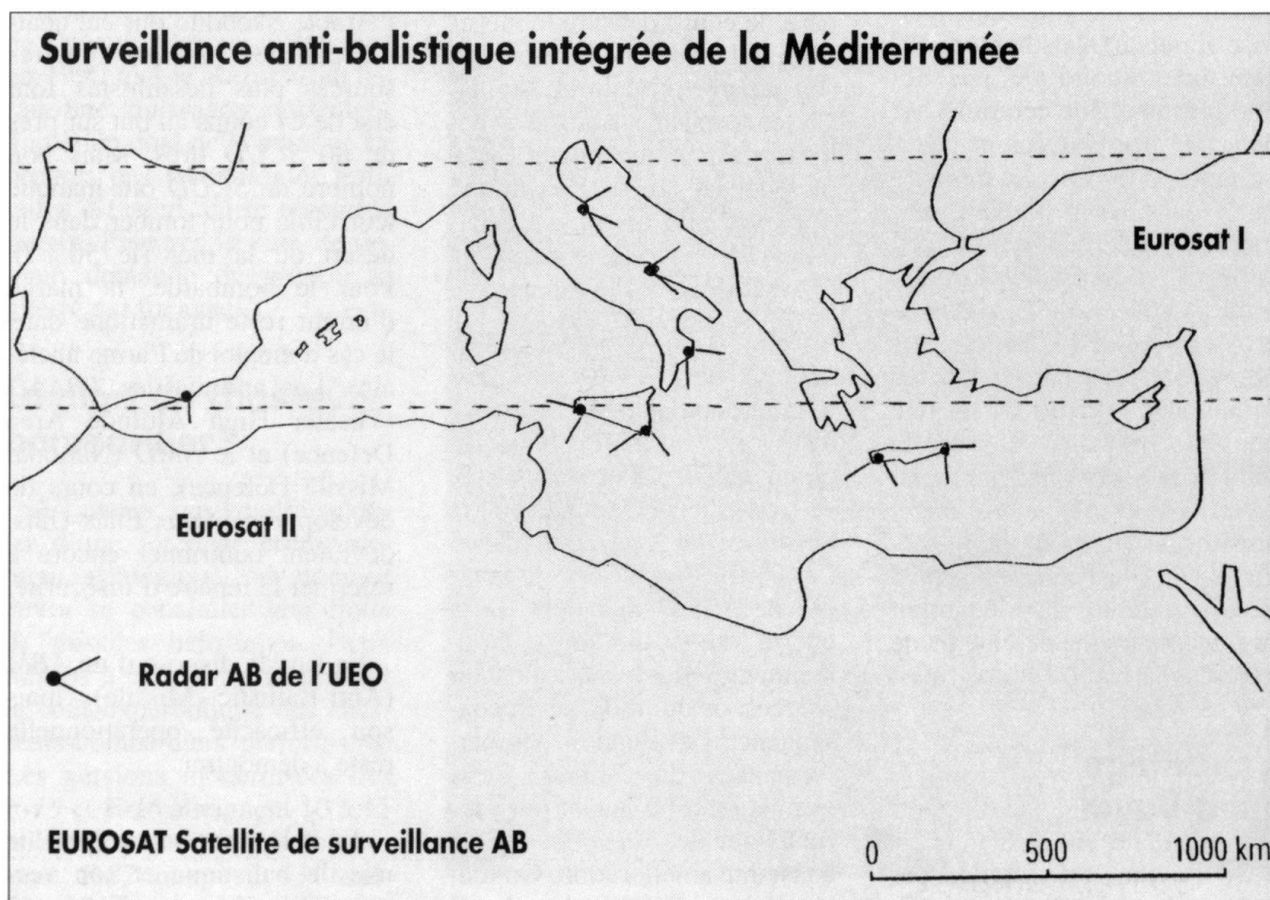 Surveillance anti-balistique intégrée de la Méditerranée
Eurosat I
Eurosat II
Radar AB de l'UEO
EUROSAT Satellite de surveillance AB
0 500 1000 km